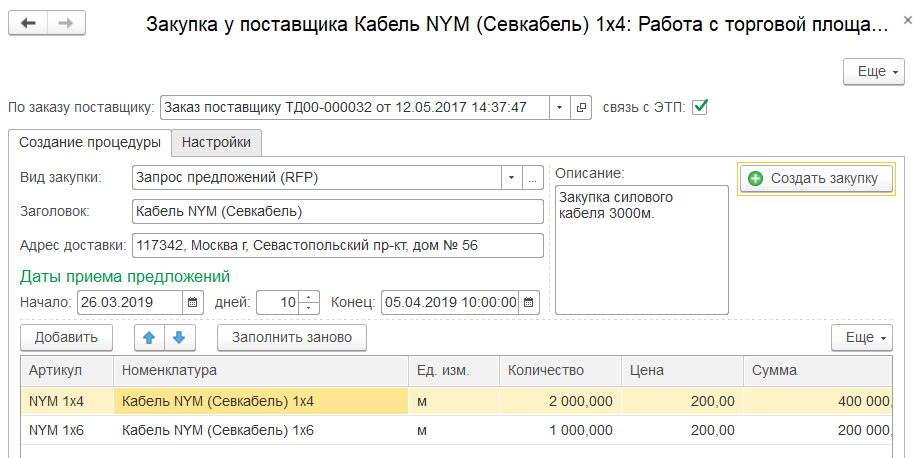 Закупка у поставщика Кабель NYM (Севкабель) 1х4: Работа с торговой площа...
Еще
По заказу поставщику: Заказ поставщику ТД00-000032 от 12.05.2017 14:37:47 связь с ЭТП:
Создание процедуры Настройки
Вид закупки: Запрос предложений (RFP) ... Описание: Создать закупку
Заголовок: Кабель NYM (Севкабель) Закупка силового
кабеля 3000м.
Адрес доставки: 117342, Москва г, Севастопольский пр-кт, дом № 56
Даты приема предложений
Начало: 26.03.2019 дней: 10 Конец: 05.04.2019 10:00:00
Добавить Заполнить заново Еще
Артикул Номенклатура Ед. изм. Количество Цена Сумма
NYM 1х4 Кабель NYM (Севкабель) 1х4 м 2 000,000 200,00 400 000,
NYM 1х6 Кабель NYM (Севкабель) 1х6 м 1 000,000 200,00 200 000,